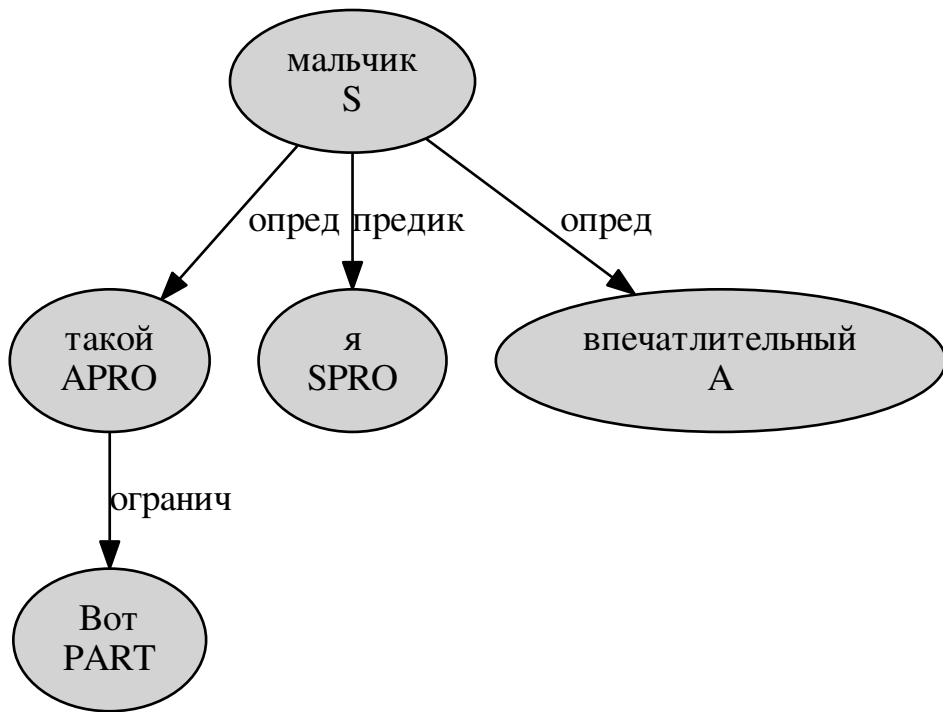 мальчик
S
опред
предик
опред
такой
APRO
я
SPRO
впечатлительный
A
огранич
Вот
PART